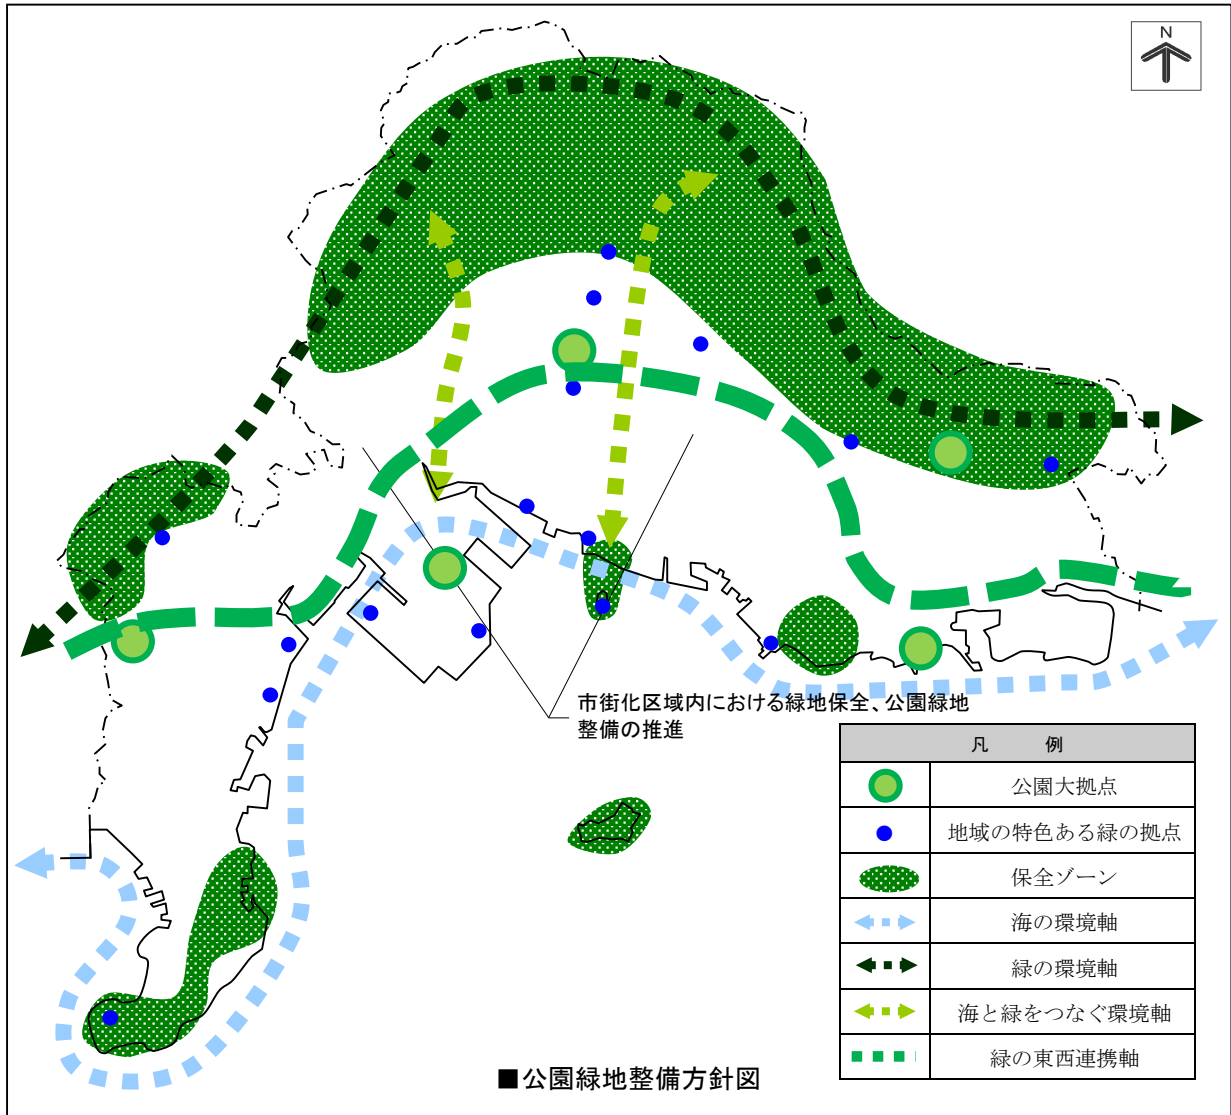 N
市街化区域内における緑地保全、公園緑地
整備の推進
凡 例
公園大拠点
地域の特色ある緑の拠点
保全ゾーン
海の環境軸
緑の環境軸
海と緑をつなぐ環境軸
緑の東西連携軸
■公園緑地整備方針図